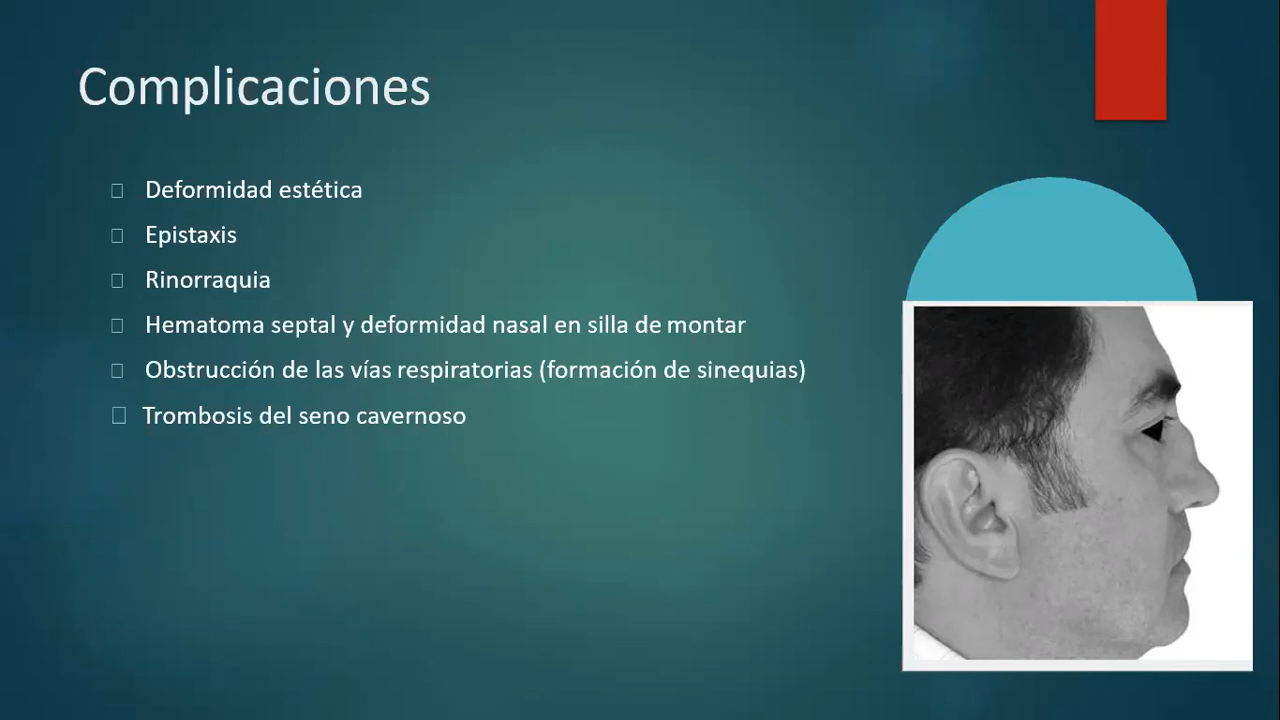 Complicaciones
Deformidad estética
Epistaxis
Rinorraquia
Hematoma septal y deformidad nasal en silla de montar
Obstrucción de las vías respiratorias (formación de sinequias)
Trombosis del seno cavernoso